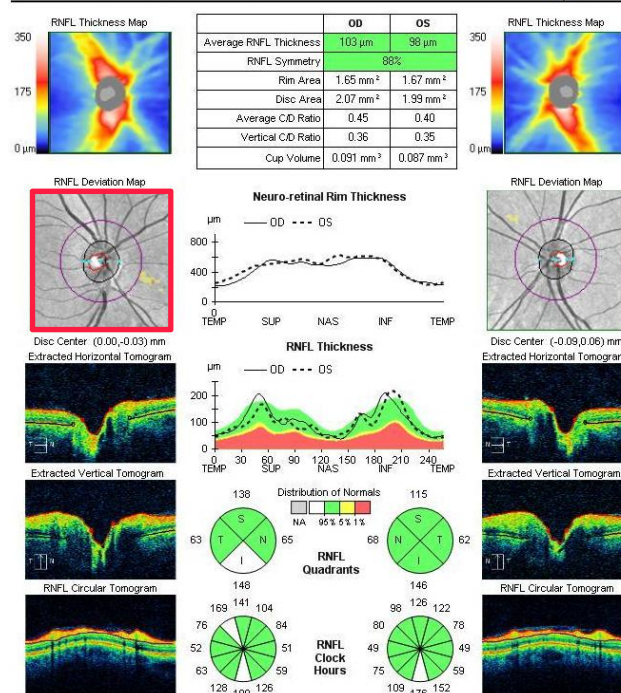 RNFL Thickness Map
350
175
0 µm
OD OS
Average RNFL Thickness 103 µm 98 µm
RNFL Symmetry 88%
Rim Area 1.65 mm² 1.67 mm²
Disc Area 2.07 mm² 1.99 mm²
Average C/D Ratio 0.45 0.40
Vertical C/D Ratio 0.36 0.35
Cup Volume 0.091 mm³ 0.087 mm³
RNFL Thickness Map
350
175
0 µm
RNFL Deviation Map
Disc Center (0.00,-0.03) mm
Neuro-retinal Rim Thickness
µm OD OS
800
400
0
TEMP SUP NAS INF TEMP
RNFL Deviation Map
Disc Center (-0.09,0.06) mm
Extracted Horizontal Tomogram
T N
RNFL Thickness
µm OD OS
200
100
0
0 30 60 90 120 150 180 210 240
TEMP SUP NAS INF TEMP
Extracted Horizontal Tomogram
N T
Extracted Vertical Tomogram
Distribution of Normals
NA 95% 5% 1%
138
63 S T N I 65
148
RNFL Quadrants
115
68 S N T I 62
146
Extracted Vertical Tomogram
RNFL Circular Tomogram
141
169 104
76 84
52 51
63 59
128 126
RNFL Clock Hours
126
98 122
80 78
49 49
75 59
109 152
RNFL Circular Tomogram